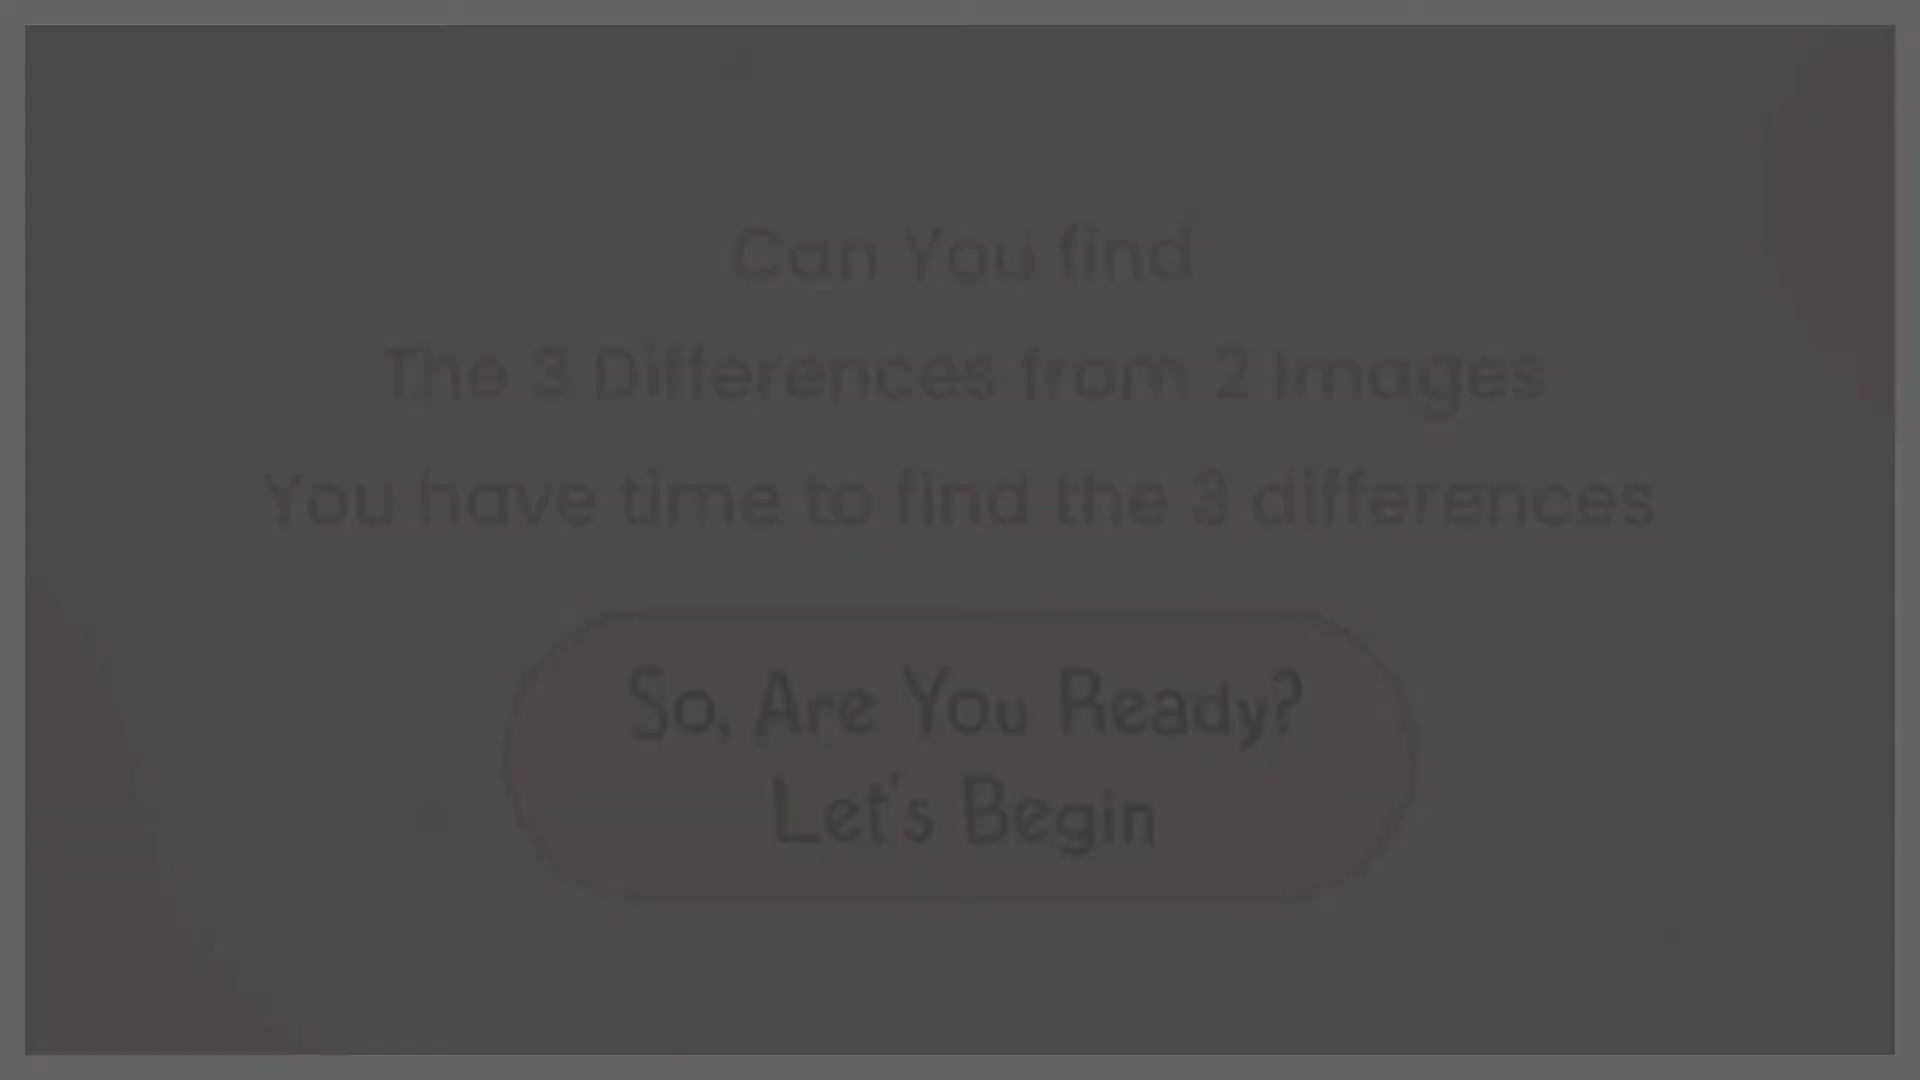 Can You find
The 3 Differences from 2 Images
You have time to find the 3 differences
So, Are You Ready?
Let's Begin